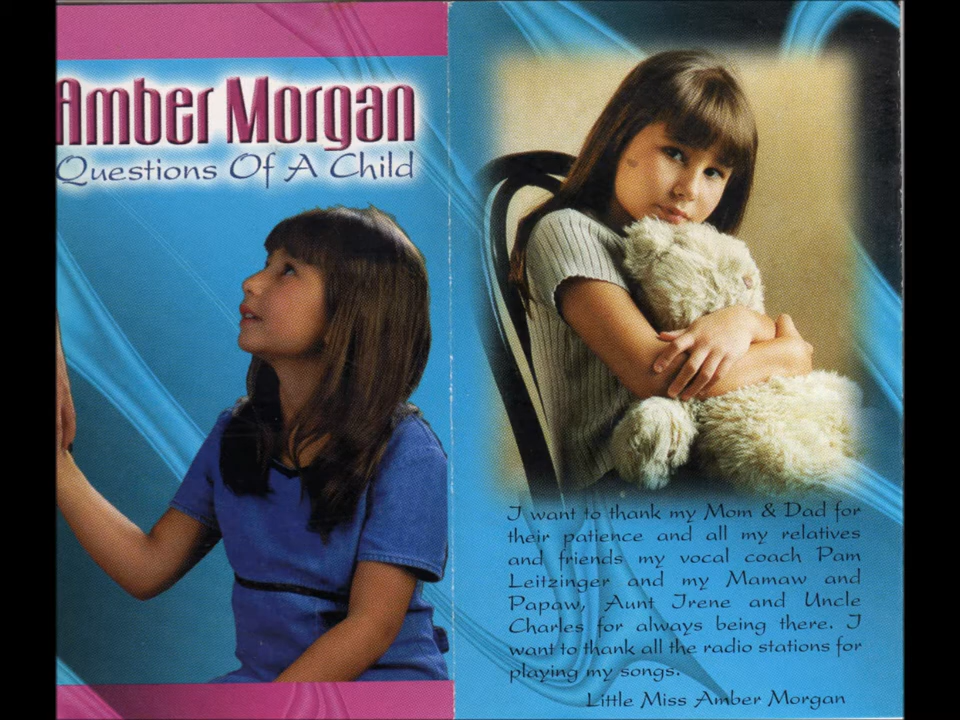 Amber Morgan
Questions Of A Child
I want to thank my Mom & Dad for
their patience and all my relatives
and friends my vocal coach Pam
Leitzinger and my Mamaw and
Papaw, Aunt Irene and Uncle
Charles for always being there. I
want to thank all the radio stations for
playing my songs.
Little Miss Amber Morgan